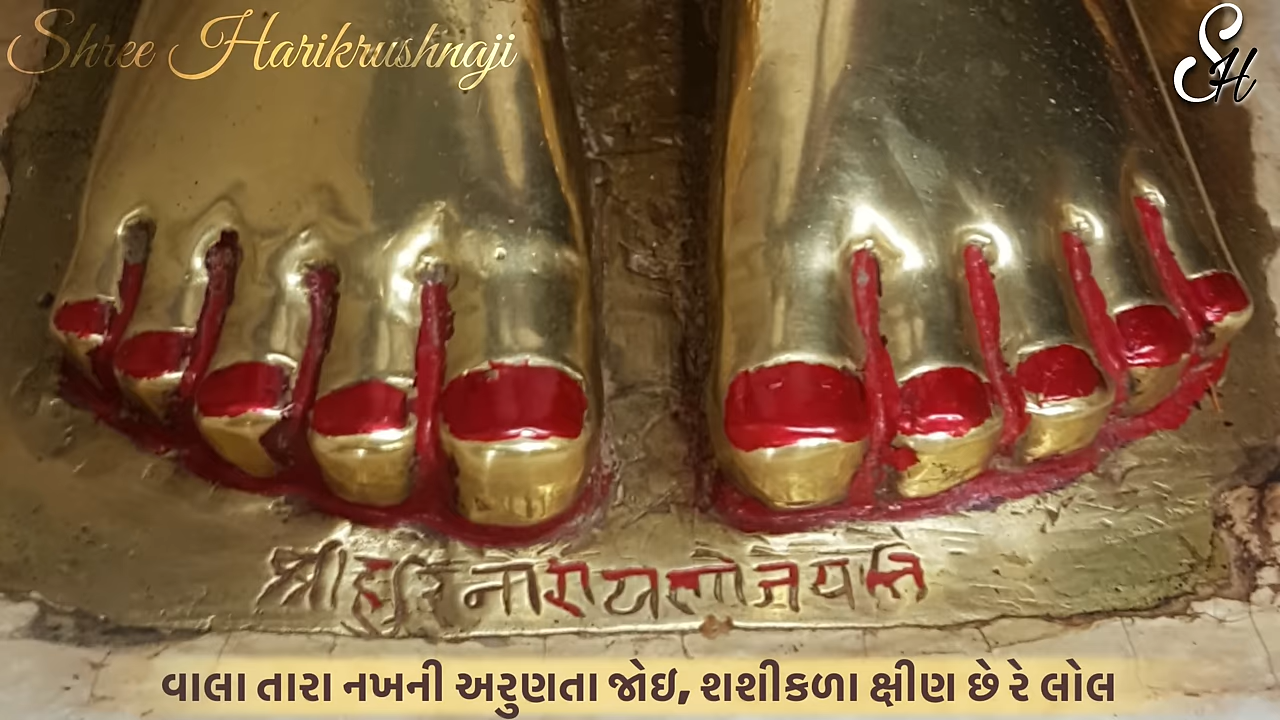 Shree Harikrushnaji
SH
श्रीहरिनारायणोजयति
વાલા તારા નખની અરુણતા જોઇ, શશીકળા ક્ષીણ છે રે લોલ